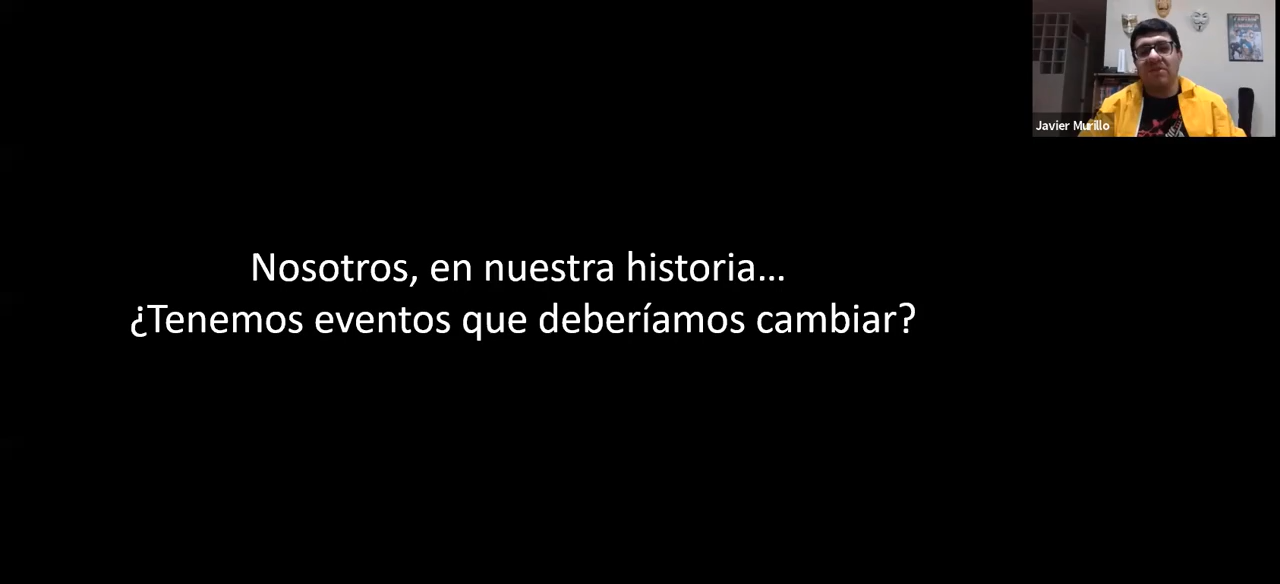 Javier Murillo
Nosotros, en nuestra historia…
¿Tenemos eventos que deberíamos cambiar?